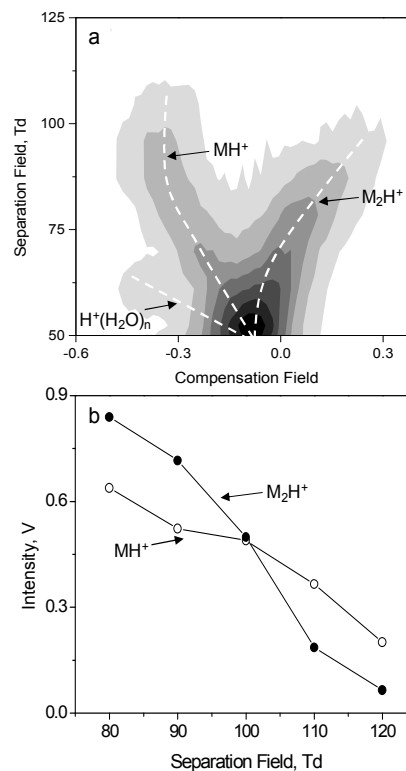 a
125
100
75
50
Separation Field, Td
MH⁺
M₂H⁺
H⁺(H₂O)ₙ
-0.6 -0.3 0.0 0.3
Compensation Field
b
0.9
0.6
0.3
0.0
Intensity, V
M₂H⁺
MH⁺
80 90 100 110 120
Separation Field, Td